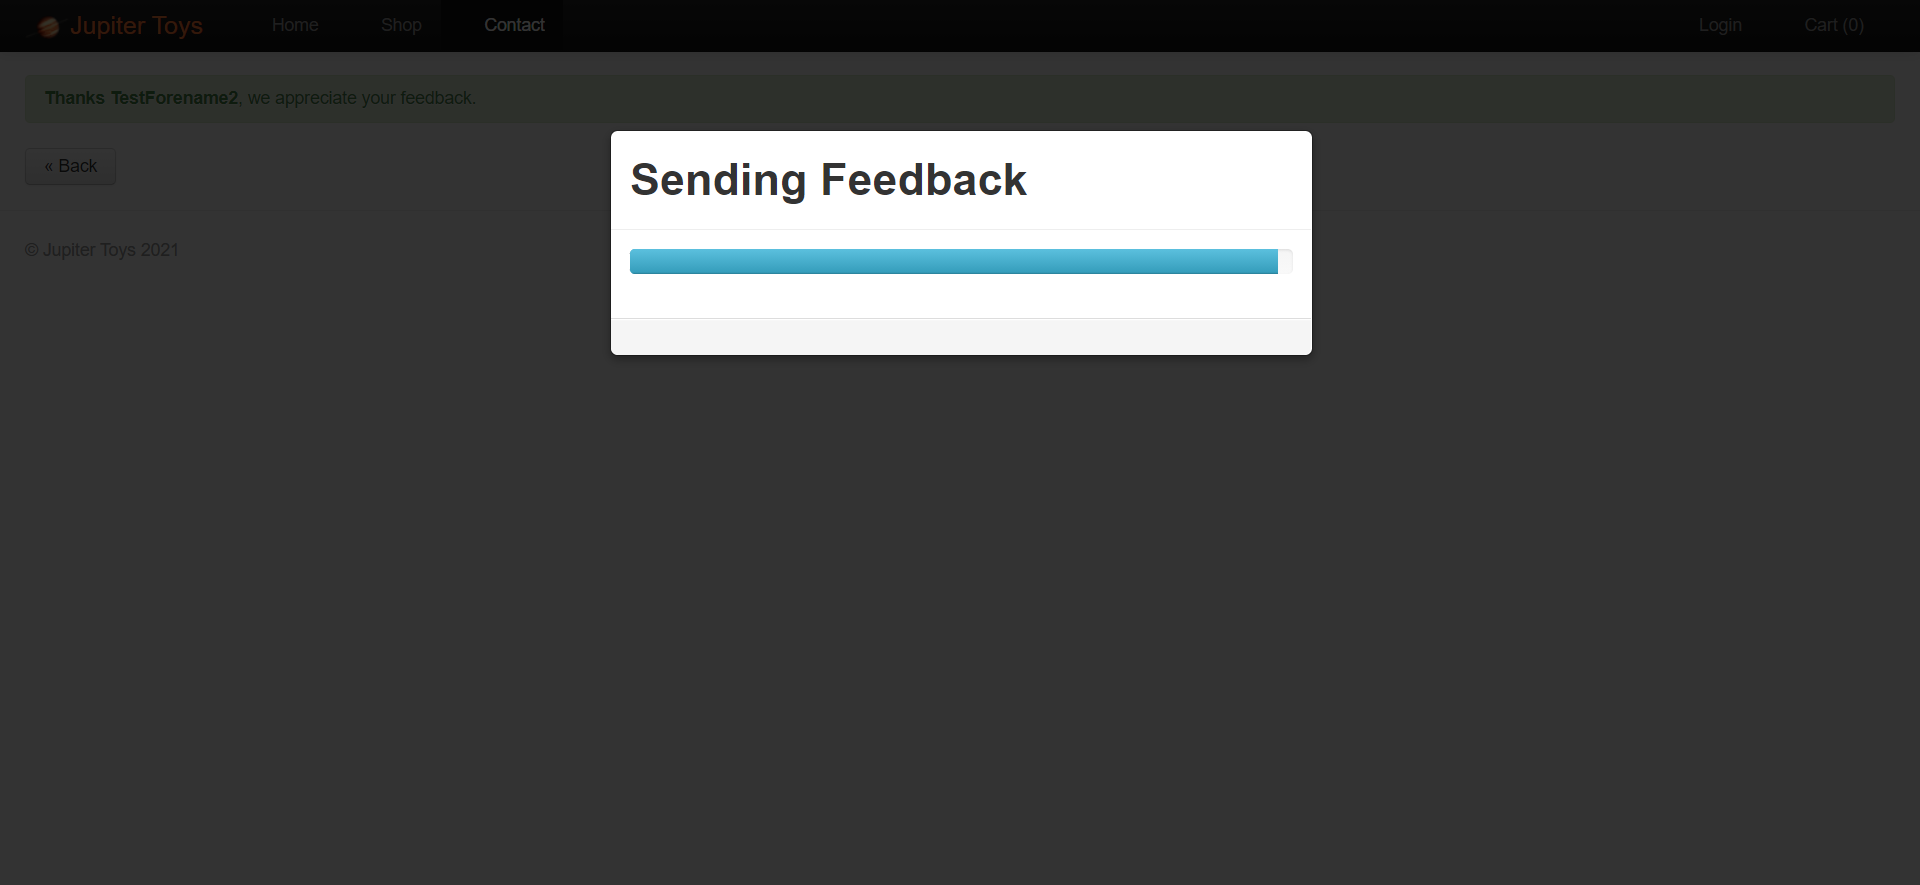 Jupiter Toys Home Shop Contact Login Cart (0)
Thanks TestForename2, we appreciate your feedback.
« Back
Sending Feedback
© Jupiter Toys 2021